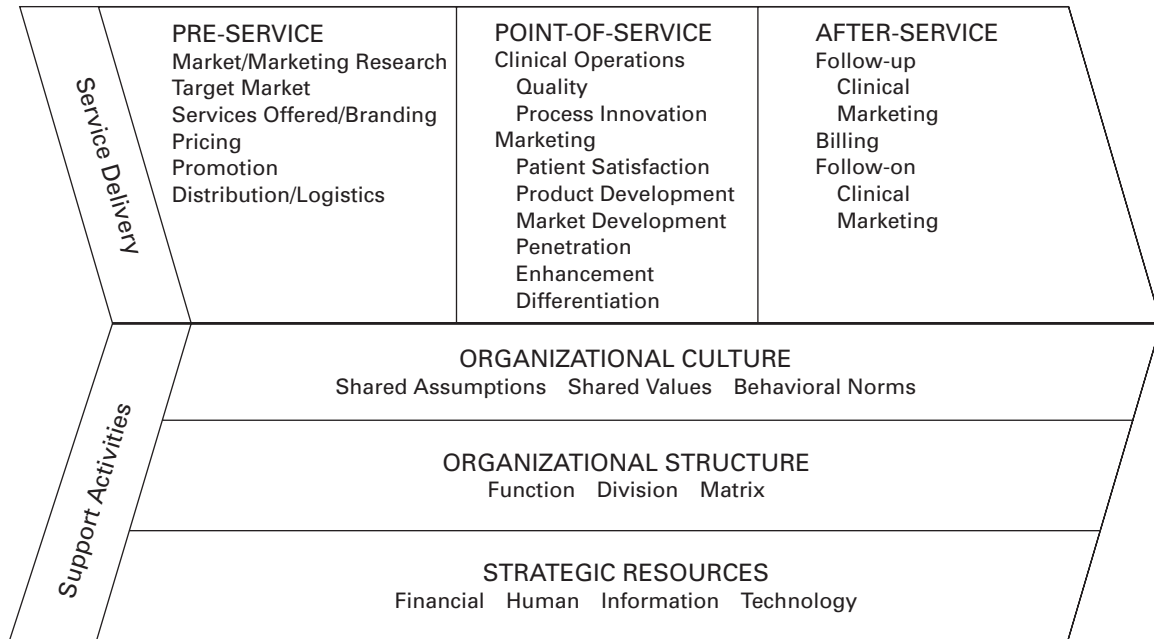 Service Delivery
PRE-SERVICE
Market/Marketing Research
Target Market
Services Offered/Branding
Pricing
Promotion
Distribution/Logistics
POINT-OF-SERVICE
Clinical Operations
Quality
Process Innovation
Marketing
Patient Satisfaction
Product Development
Market Development
Penetration
Enhancement
Differentiation
AFTER-SERVICE
Follow-up
Clinical
Marketing
Billing
Follow-on
Clinical
Marketing
Support Activities
ORGANIZATIONAL CULTURE
Shared Assumptions Shared Values Behavioral Norms
ORGANIZATIONAL STRUCTURE
Function Division Matrix
STRATEGIC RESOURCES
Financial Human Information Technology